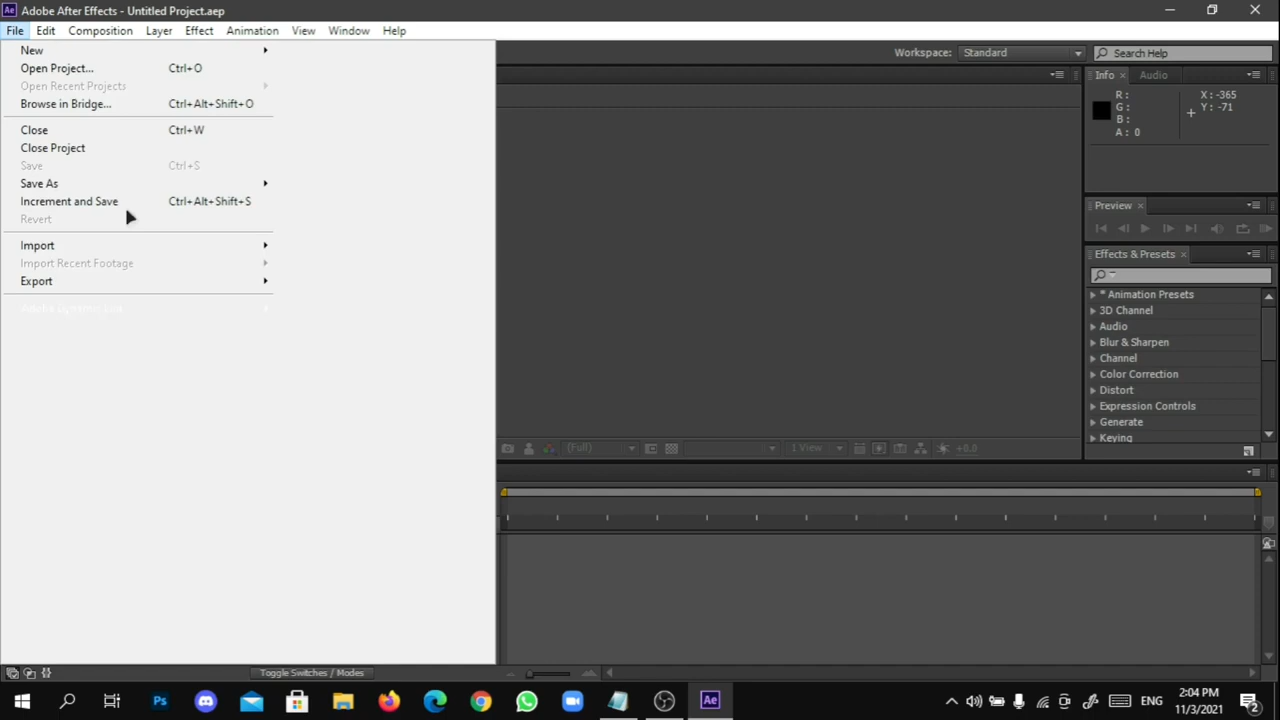 Ae Adobe After Effects - Untitled Project.aep
File Edit Composition Layer Effect Animation View Window Help
New
Open Project... Ctrl+O
Open Recent Projects
Browse in Bridge... Ctrl+Alt+Shift+O
Close Ctrl+W
Close Project
Save Ctrl+S
Save As
Increment and Save Ctrl+Alt+Shift+S
Revert
Import
Import Recent Footage
Export
Workspace: Standard
Search Help
Info Audio
R :
G :
B :
A : 0
X : -365
Y : -71
Preview
Effects & Presets
* Animation Presets
3D Channel
Audio
Blur & Sharpen
Channel
Color Correction
Distort
Expression Controls
Generate
Keying
(Full) 1 View +0.0
Toggle Switches / Modes
Ps Ae ENG
2:04 PM
11/3/2021
2